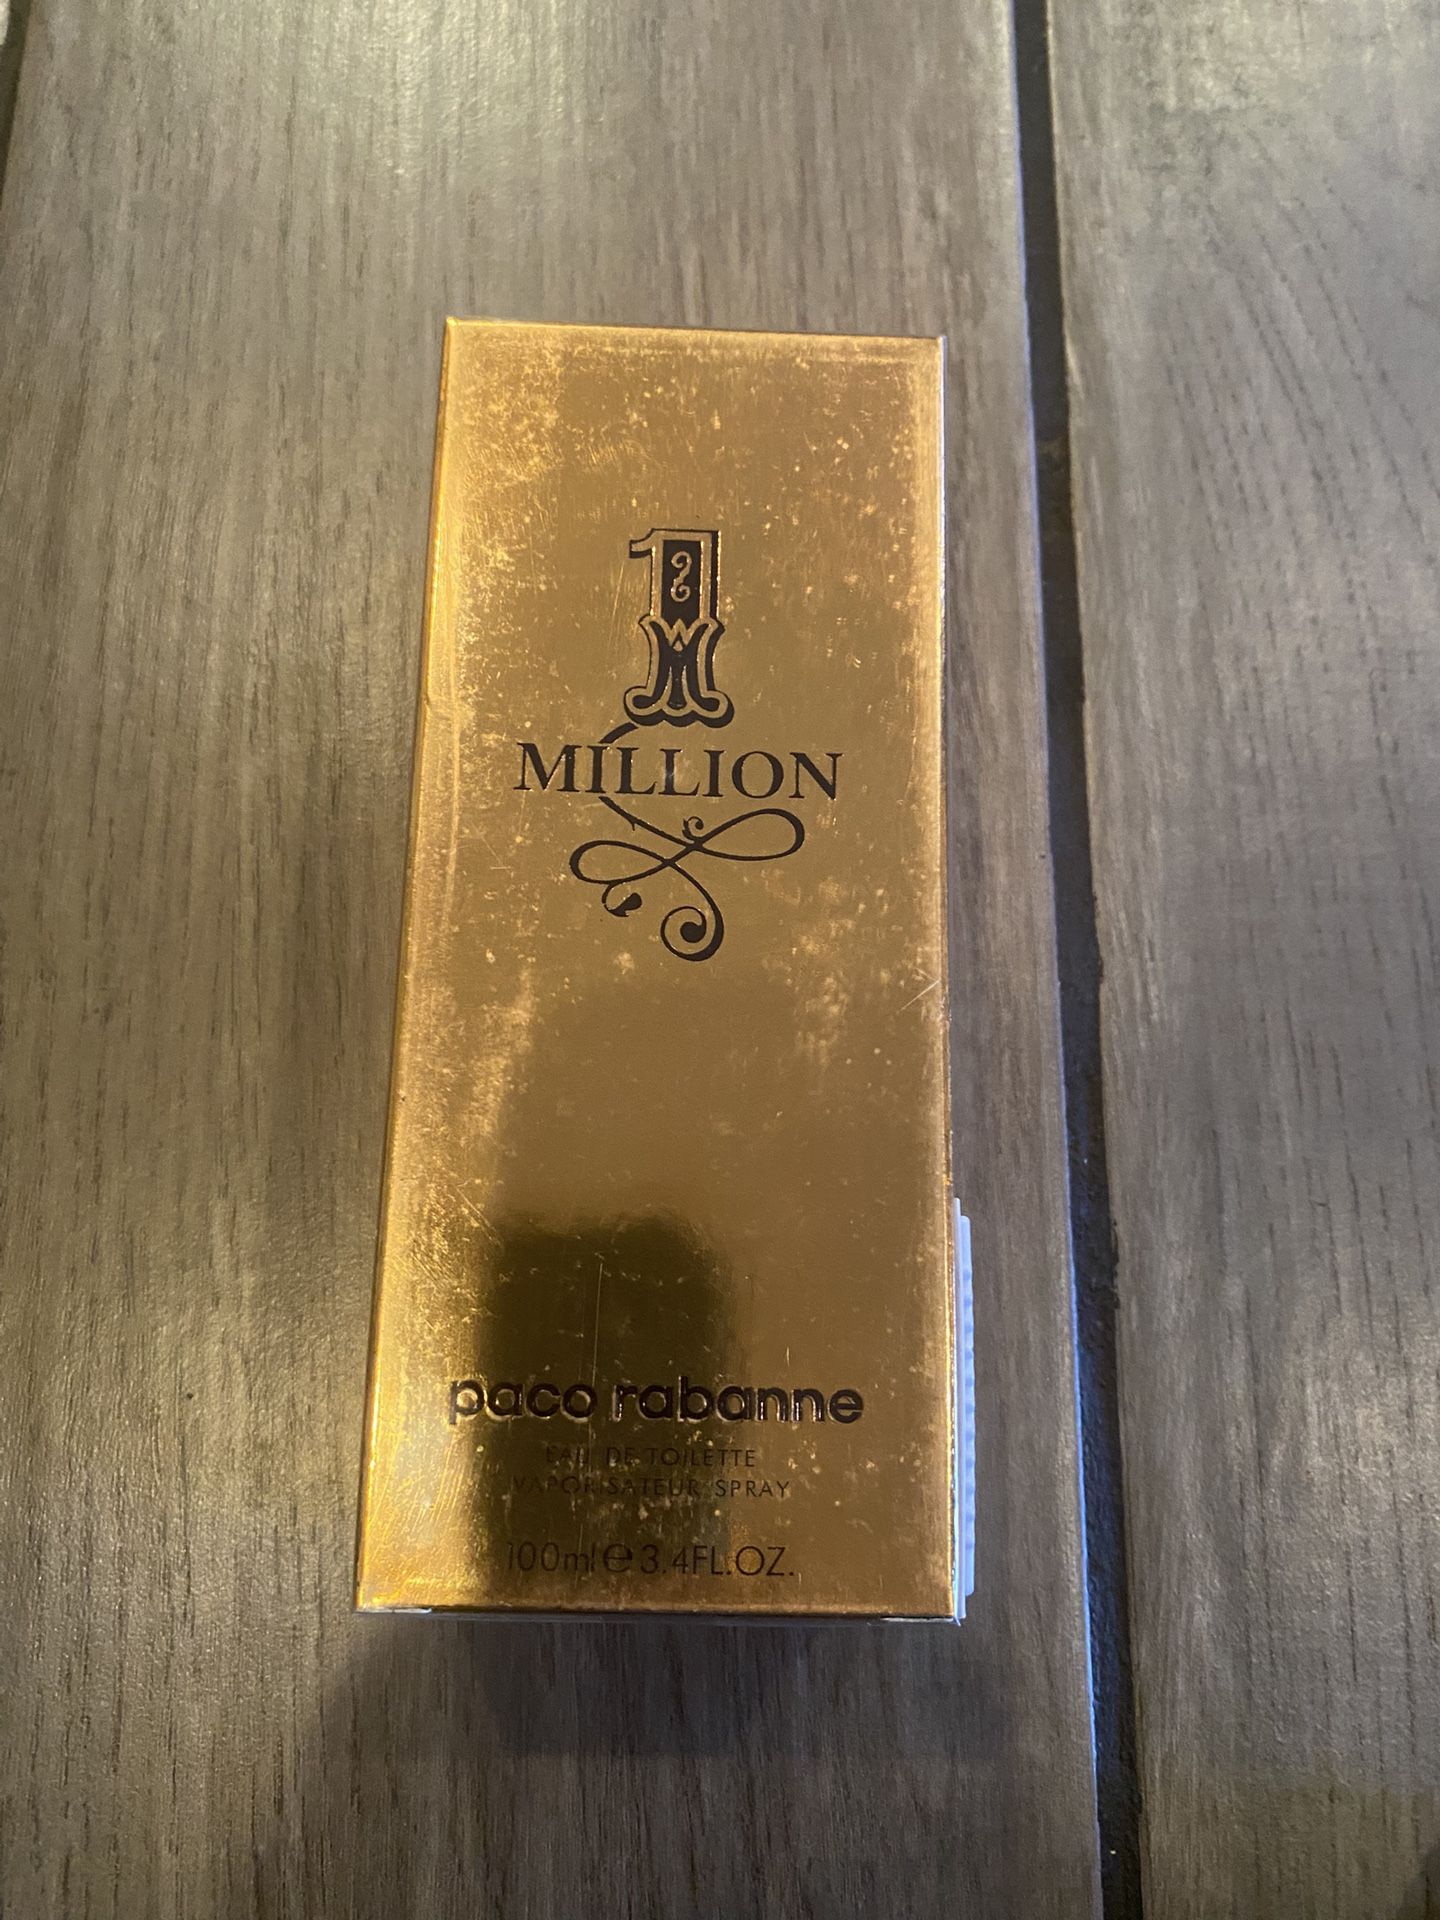 1
MILLION
paco rabanne
EAU DE TOILETTE
VAPORISATEUR SPRAY
100ml e 3.4FL.OZ.